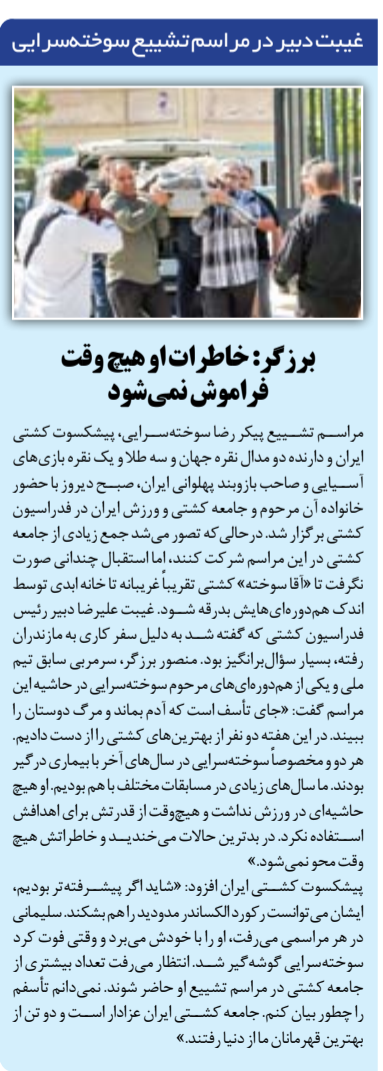 غیبت دبیر در مراسم تشییع سوخته‌سرایی
برزگر: خاطرات او هیچ وقت
فراموش نمی‌شود
مراسم تشییع پیکر رضا سوخته‌سرایی، پیشکسوت کشتی
ایران و دارنده دو مدال نقره جهان و سه طلا و یک نقره بازی‌های
آسیایی و صاحب بازوبند پهلوانی ایران، صبح دیروز با حضور
خانواده آن مرحوم و جامعه کشتی و ورزش ایران در فدراسیون
کشتی برگزار شد. درحالی‌که تصور می‌شد جمع زیادی از جامعه
کشتی در این مراسم شرکت کنند، اما استقبال چندانی صورت
نگرفت تا «آقا سوخته» کشتی تقریباً غریبانه تا خانه ابدی توسط
اندک هم‌دوره‌ای‌هایش بدرقه شود. غیبت علیرضا دبیر رئیس
فدراسیون کشتی که گفته شد به دلیل سفر کاری به مازندران
رفته، بسیار سؤال‌برانگیز بود. منصور برزگر، سرمربی سابق تیم
ملی و یکی از هم‌دوره‌ای‌های مرحوم سوخته‌سرایی در حاشیه این
مراسم گفت: «جای تأسف است که آدم بماند و مرگ دوستان را
ببیند. در این هفته دو نفر از بهترین‌های کشتی را از دست دادیم.
هر دو و مخصوصاً سوخته‌سرایی در سال‌های آخر با بیماری درگیر
بودند. ما سال‌های زیادی در مسابقات مختلف با هم بودیم. او هیچ
حاشیه‌ای در ورزش نداشت و هیچ‌وقت از قدرتش برای اهدافش
استفاده نکرد. در بدترین حالات می‌خندید و خاطراتش هیچ
وقت محو نمی‌شود.»
پیشکسوت کشتی ایران افزود: «شاید اگر پیشرفته‌تر بودیم،
ایشان می‌توانست رکورد الکساندر مدودید را هم بشکند. سلیمانی
در هر مراسمی می‌رفت، او را با خودش می‌برد و وقتی فوت کرد
سوخته‌سرایی گوشه‌گیر شد. انتظار می‌رفت تعداد بیشتری از
جامعه کشتی در مراسم تشییع او حاضر شوند. نمی‌دانم تأسفم
را چطور بیان کنم. جامعه کشتی ایران عزادار است و دو تن از
بهترین قهرمانان ما از دنیا رفتند.»